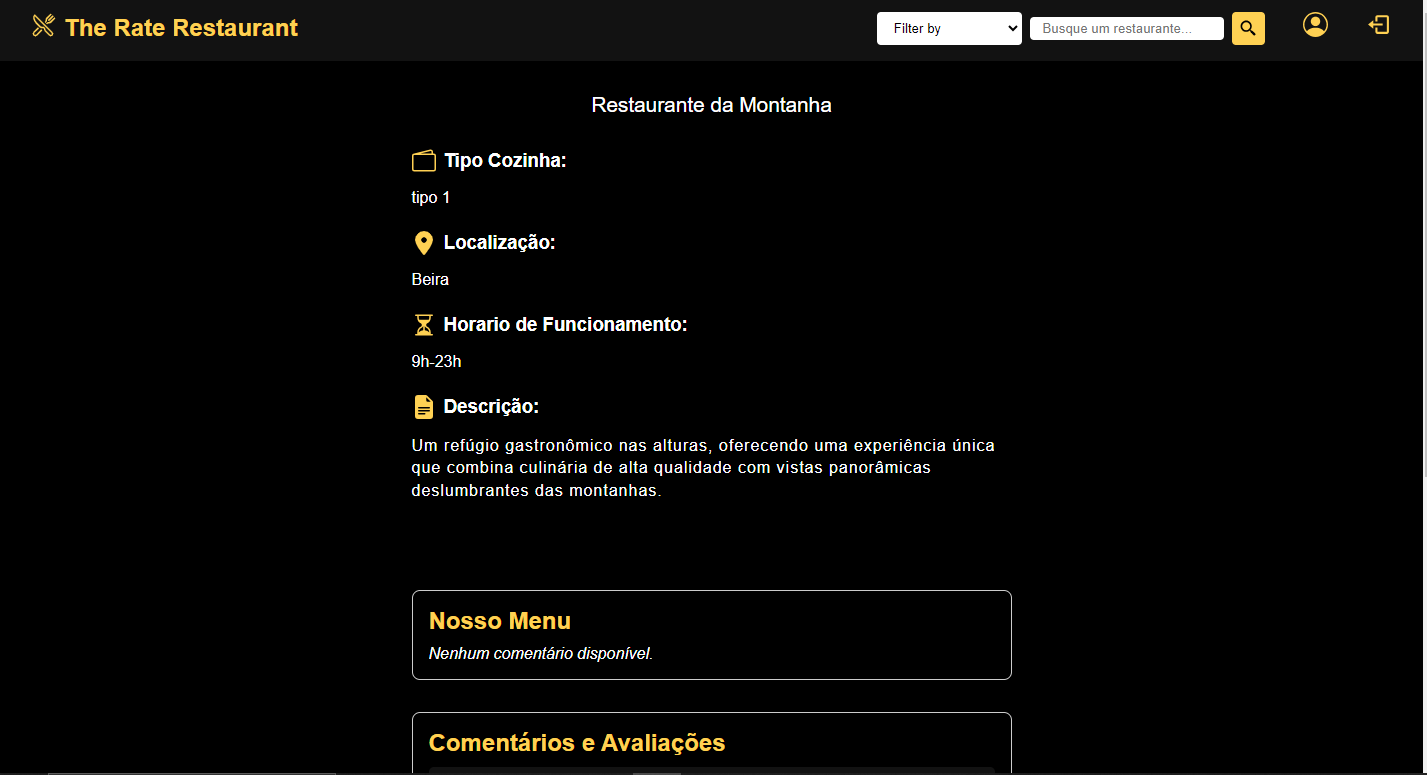 The Rate Restaurant
Filter by
Busque um restaurante...
Restaurante da Montanha
Tipo Cozinha:
tipo 1
Localização:
Beira
Horario de Funcionamento:
9h-23h
Descrição:
Um refúgio gastronômico nas alturas, oferecendo uma experiência única
que combina culinária de alta qualidade com vistas panorâmicas
deslumbrantes das montanhas.
Nosso Menu
Nenhum comentário disponível.
Comentários e Avaliações